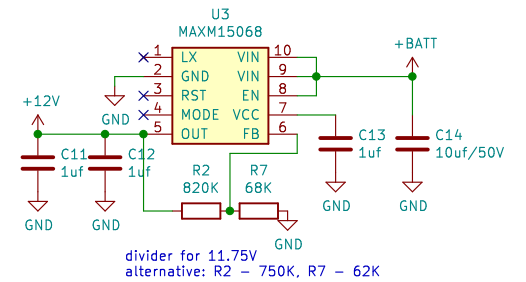 U3
MAXM15068
1 LX VIN 10
2 GND VIN 9
3 RST EN 8
4 MODE VCC 7
5 OUT FB 6
+BATT
+12V
GND
C11
1uf
C12
1uf
C13
1uf
C14
10uf/50V
R2
820K
R7
68K
GND
GND
GND
GND
GND
divider for 11.75V
alternative: R2 - 750K, R7 - 62K